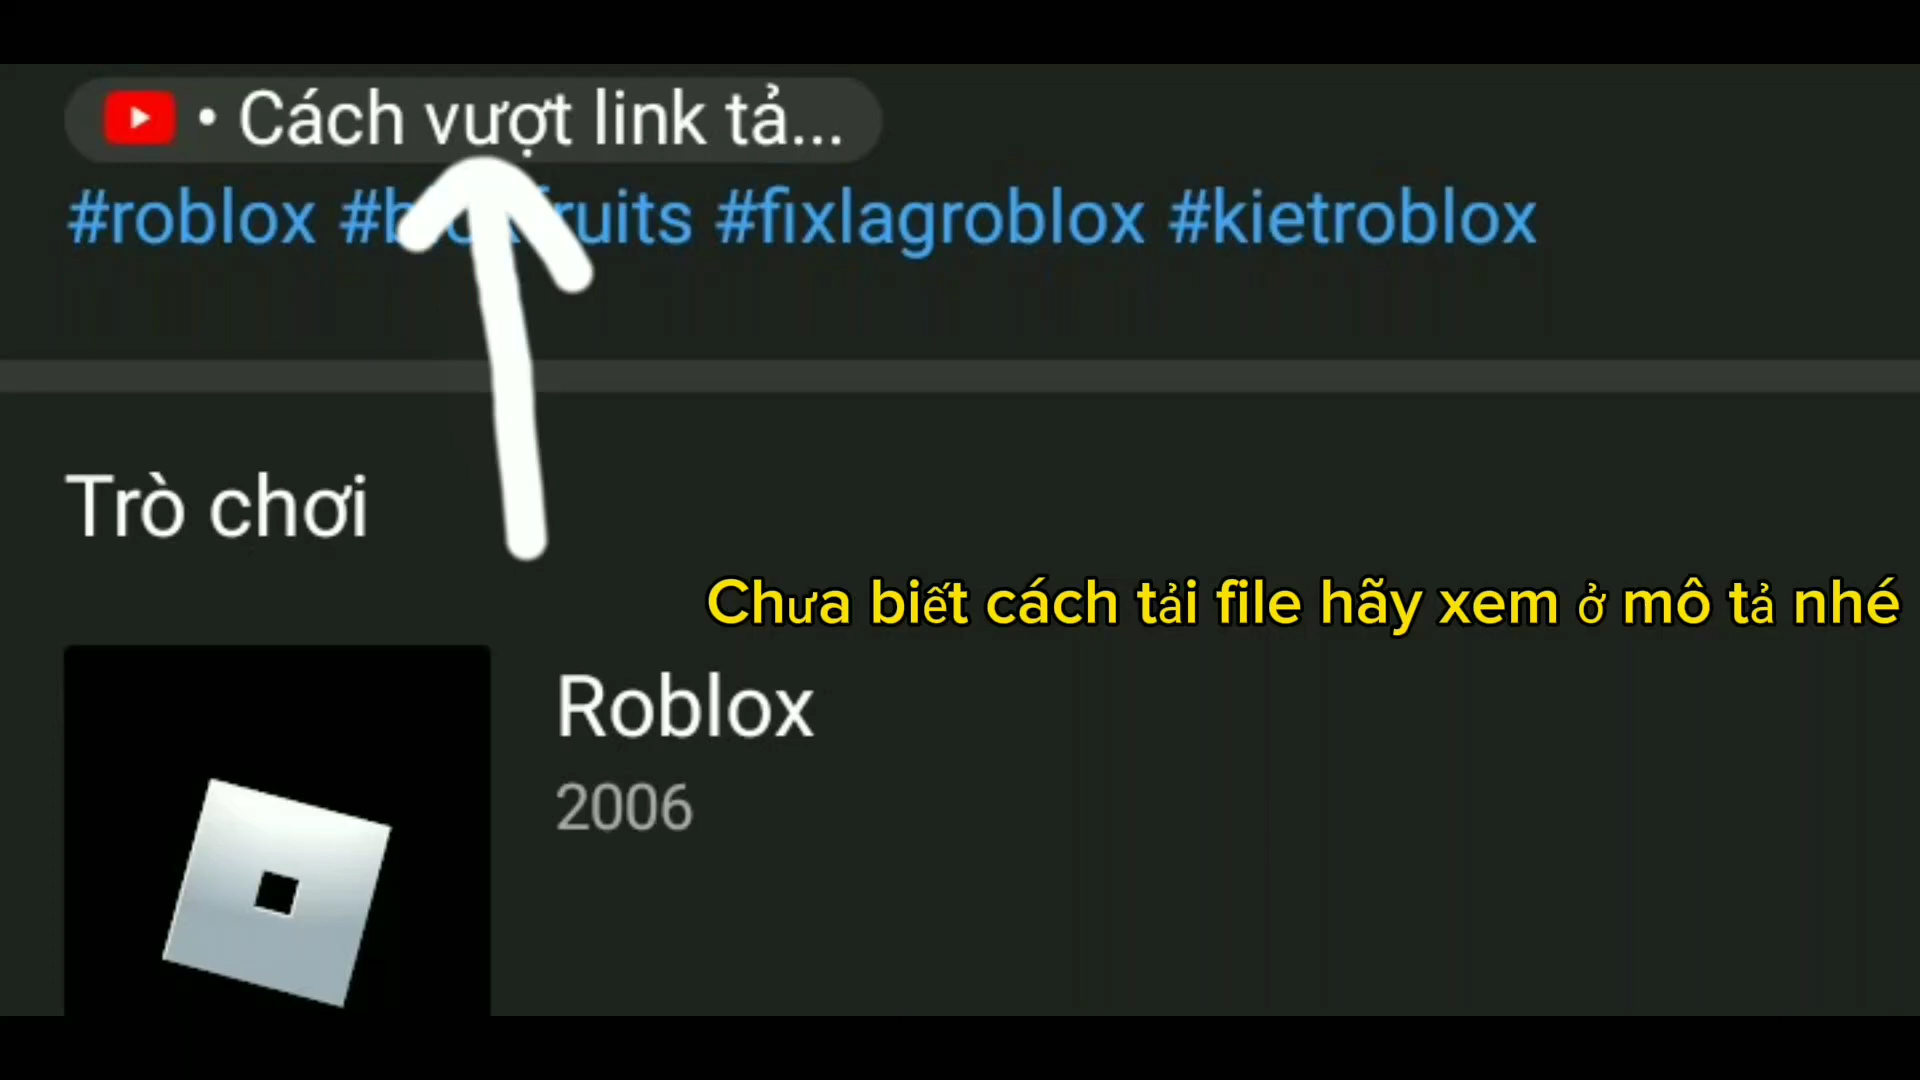 • Cách vượt link tả...
#roblox #fixlagroblox #kietroblox
Trò chơi
Chưa biết cách tải file hãy xem ở mô tả nhé
Roblox
2006